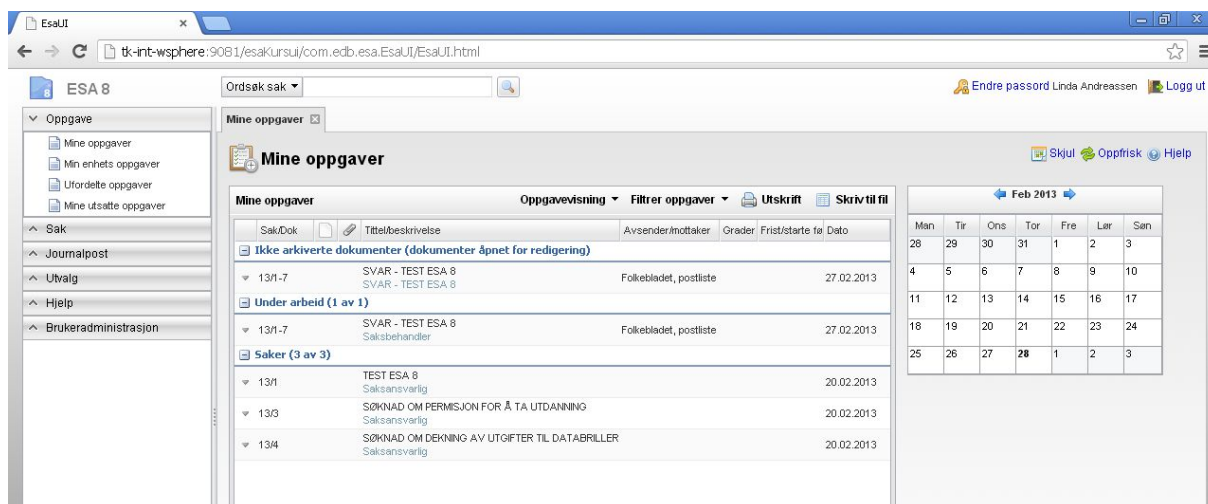 EsaUI
tk-int-wsphere:9081/esaKursui/com.edb.esa.EsaUI/EsaUI.html
8 ESA 8
Ordsøk sak
Endre passord Linda Andreassen Logg ut
Oppgave
Mine oppgaver
Min enhets oppgaver
Ufordelte oppgaver
Mine utsatte oppgaver
Sak
Journalpost
Utvalg
Hjelp
Brukeradministrasjon
Mine oppgaver
Mine oppgaver
Skjul Oppfrisk Hjelp
Mine oppgaver Oppgavevisning Filtrer oppgaver Utskrift Skriv til fil
Sak/Dok Tittel/beskrivelse Avsender/mottaker Grader Frist/starte fø Dato
Ikke arkiverte dokumenter (dokumenter åpnet for redigering)
13/1-7 SVAR - TEST ESA 8 Folkebladet, postliste 27.02.2013
SVAR - TEST ESA 8
Under arbeid (1 av 1)
13/1-7 SVAR - TEST ESA 8 Folkebladet, postliste 27.02.2013
Saksbehandler
Saker (3 av 3)
13/1 TEST ESA 8 20.02.2013
Saksansvarlig
13/3 SØKNAD OM PERMISJON FOR Å TA UTDANNING 20.02.2013
Saksansvarlig
13/4 SØKNAD OM DEKNING AV UTGIFTER TIL DATABRILLER 20.02.2013
Saksansvarlig
Feb 2013
Man Tir Ons Tor Fre Lør Søn
28 29 30 31 1 2 3
4 5 6 7 8 9 10
11 12 13 14 15 16 17
18 19 20 21 22 23 24
25 26 27 28 1 2 3